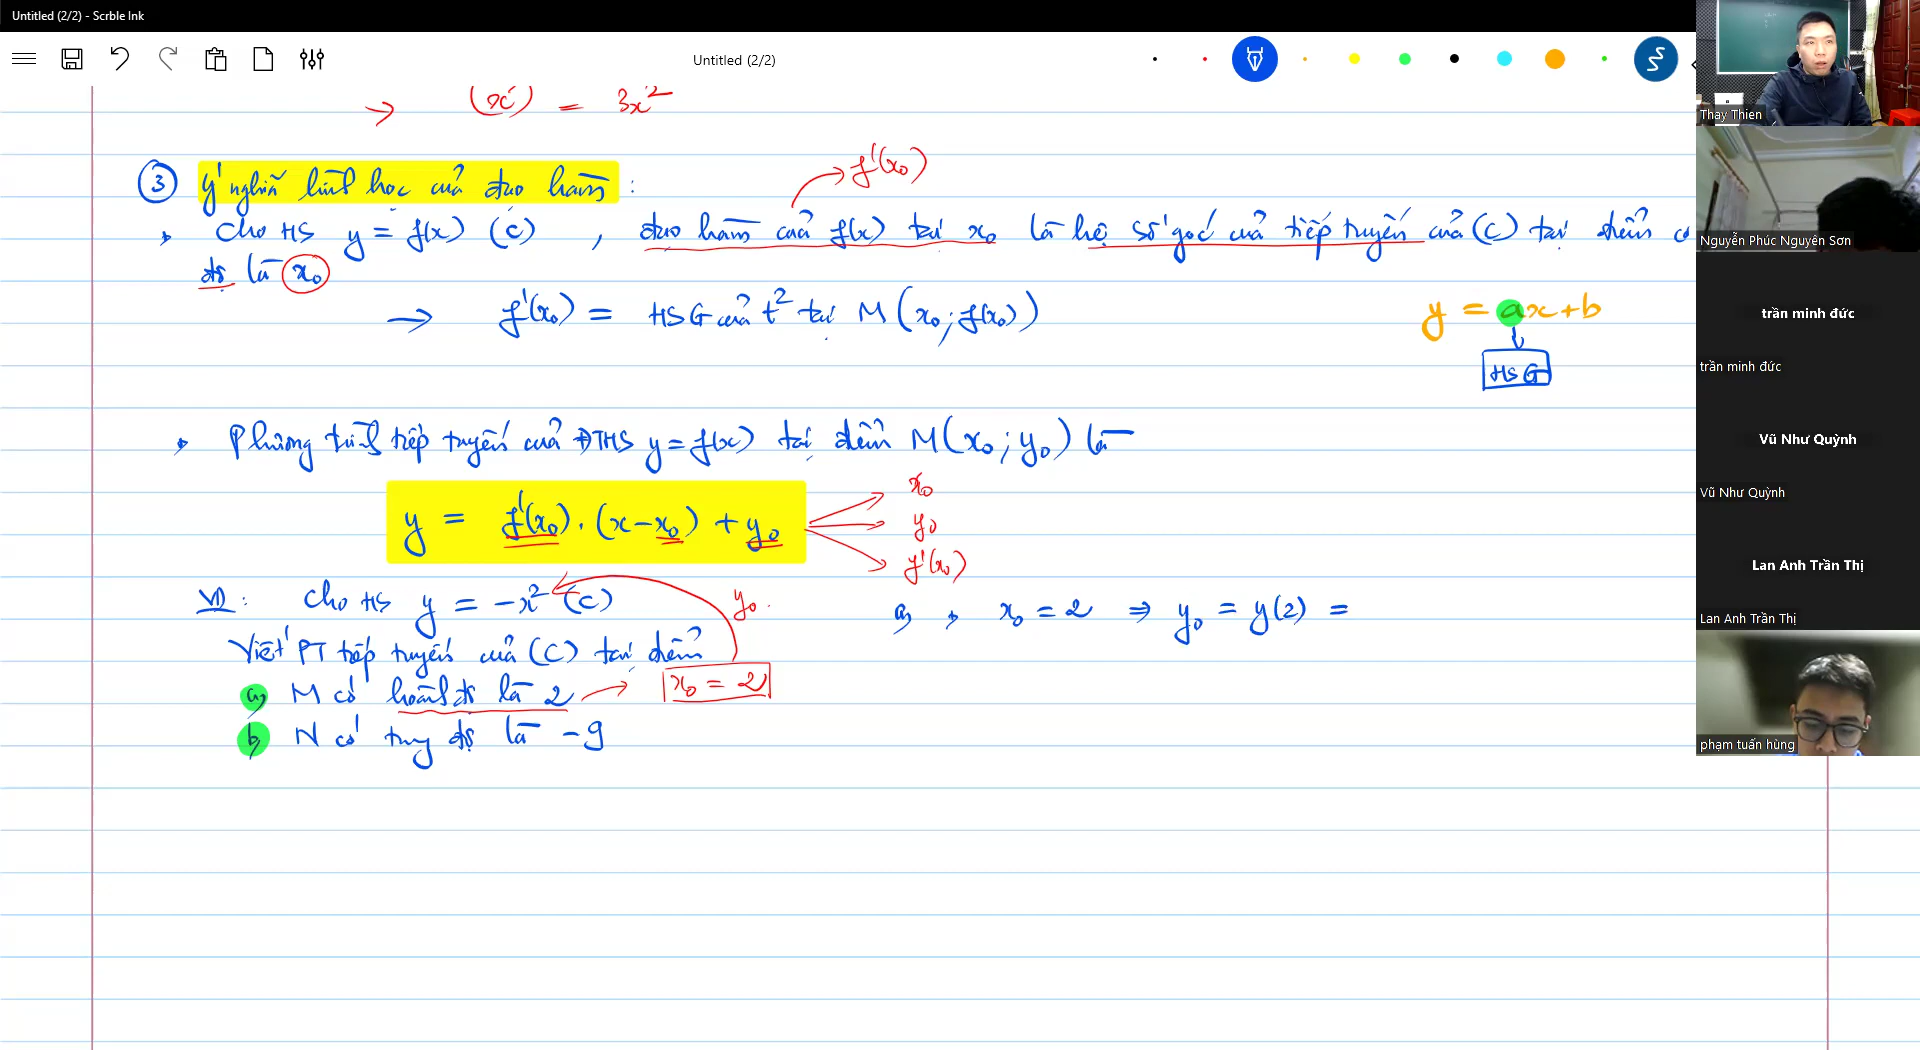 Untitled (2/2) - Scrble Ink
Untitled (2/2)
→ (x³)' = 3x²
③ Ý nghĩa hình học của đạo hàm :
Cho HS y = f(x) (C) , đạo hàm của f(x) tại x₀ là hệ số góc của tiếp tuyến của (C) tại điểm có
độ là x₀
f'(x₀)
→ f'(x₀) = HSG của t² tại M(x₀; f(x₀))
y = ax+b
HSG
Phương trình tiếp tuyến của ĐTHS y=f(x) tại điểm M(x₀; y₀) là
y = f'(x₀).(x-x₀) + y₀
x₀
y₀
f'(x₀)
VD: Cho HS y = -x² (C)
y₀
Viết PT tiếp tuyến của (C) tại điểm
a) M có hoành độ là 2 → x₀ = 2
b) N có tung độ là -9
a) x₀ = 2 ⇒ y₀ = y(2) =
Thay Thien
Nguyễn Phúc Nguyên Sơn
trần minh đức
trần minh đức
Vũ Như Quỳnh
Vũ Như Quỳnh
Lan Anh Trần Thị
Lan Anh Trần Thị
phạm tuấn hùng